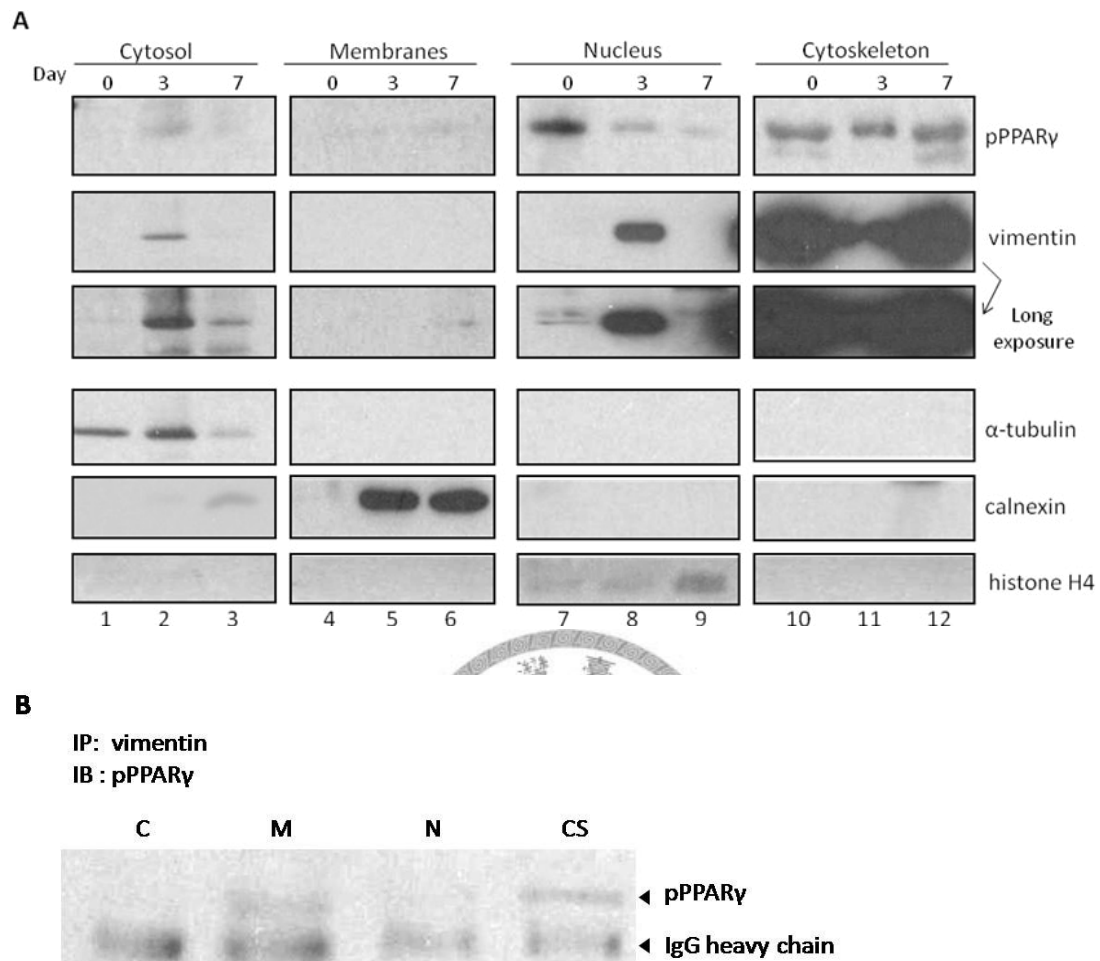 A
Cytosol Membranes Nucleus Cytoskeleton
Day 0 3 7 0 3 7 0 3 7 0 3 7
pPPARγ
vimentin
Long
exposure
α-tubulin
calnexin
histone H4
1 2 3 4 5 6 7 8 9 10 11 12
B
IP: vimentin
IB : pPPARγ
C M N CS
pPPARγ
IgG heavy chain